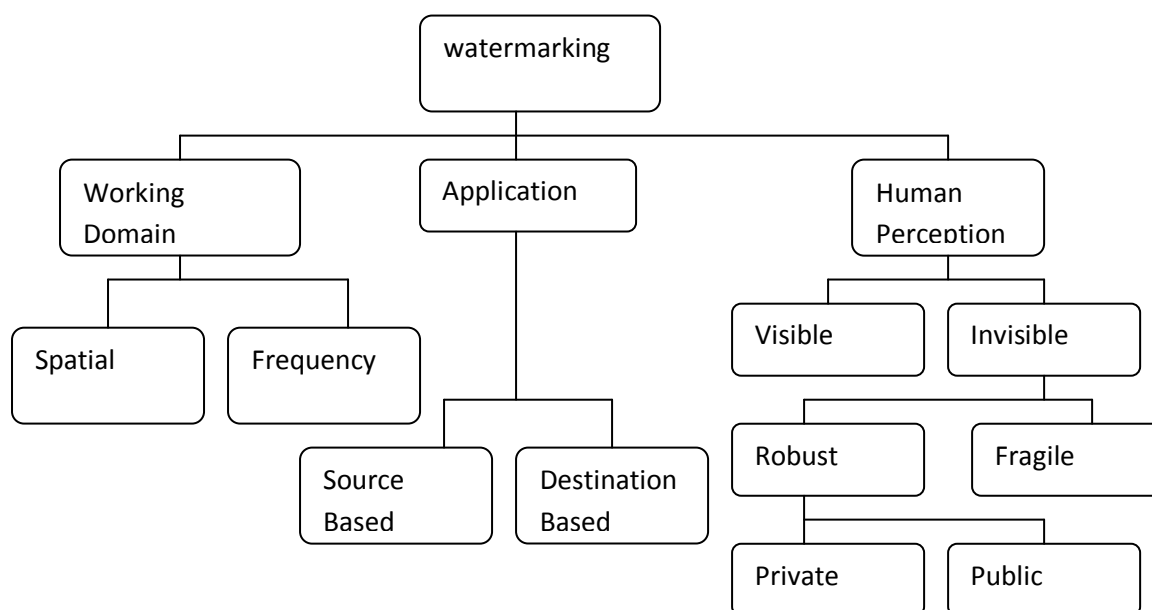 watermarking
Working
Domain
Application
Human
Perception
Spatial
Frequency
Visible
Invisible
Source
Based
Destination
Based
Robust
Fragile
Private
Public